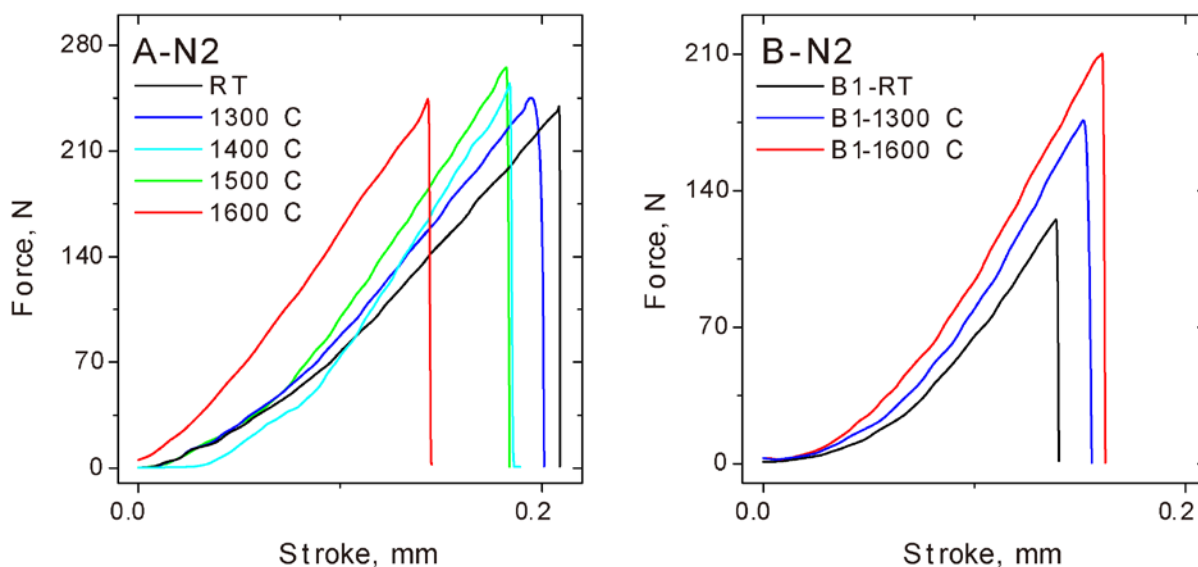 A-N2
RT
1300 C
1400 C
1500 C
1600 C
280
210
140
70
0
Force, N
0.0
0.2
Stroke, mm
B-N2
B1-RT
B1-1300 C
B1-1600 C
210
140
70
0
Force, N
0.0
0.2
Stroke, mm